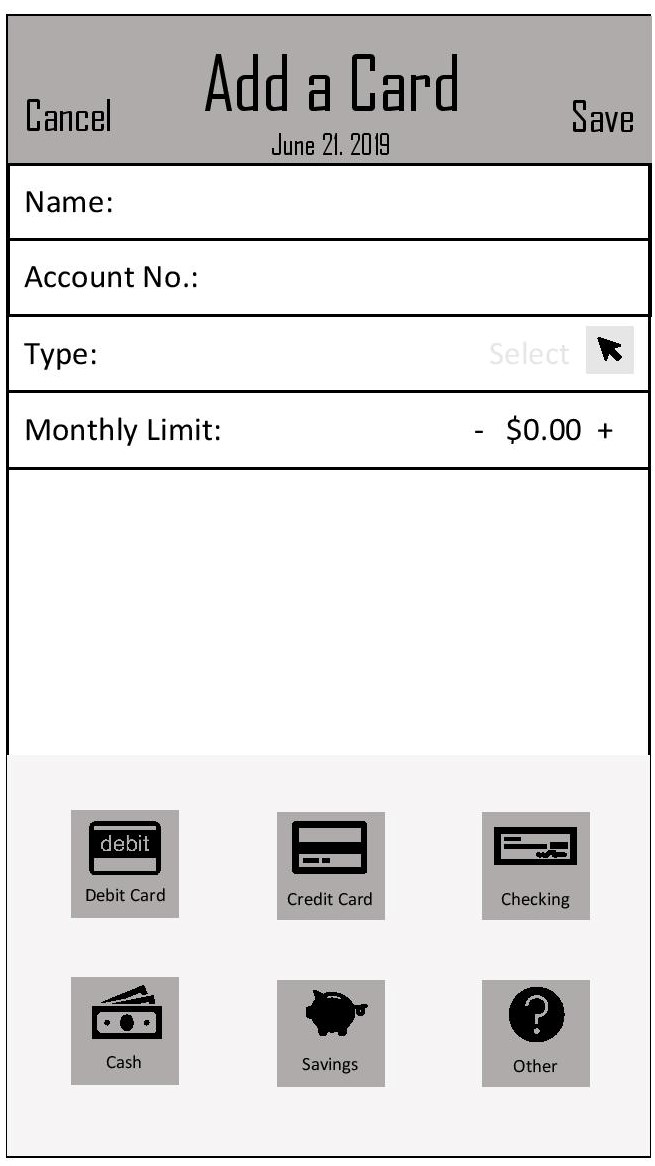 Add a Card
Cancel
Save
June 21. 2019
Name:
Account No.:
Type: Select
Monthly Limit: - $0.00 +
debit
Debit Card
Credit Card
Checking
Cash
Savings
?
Other